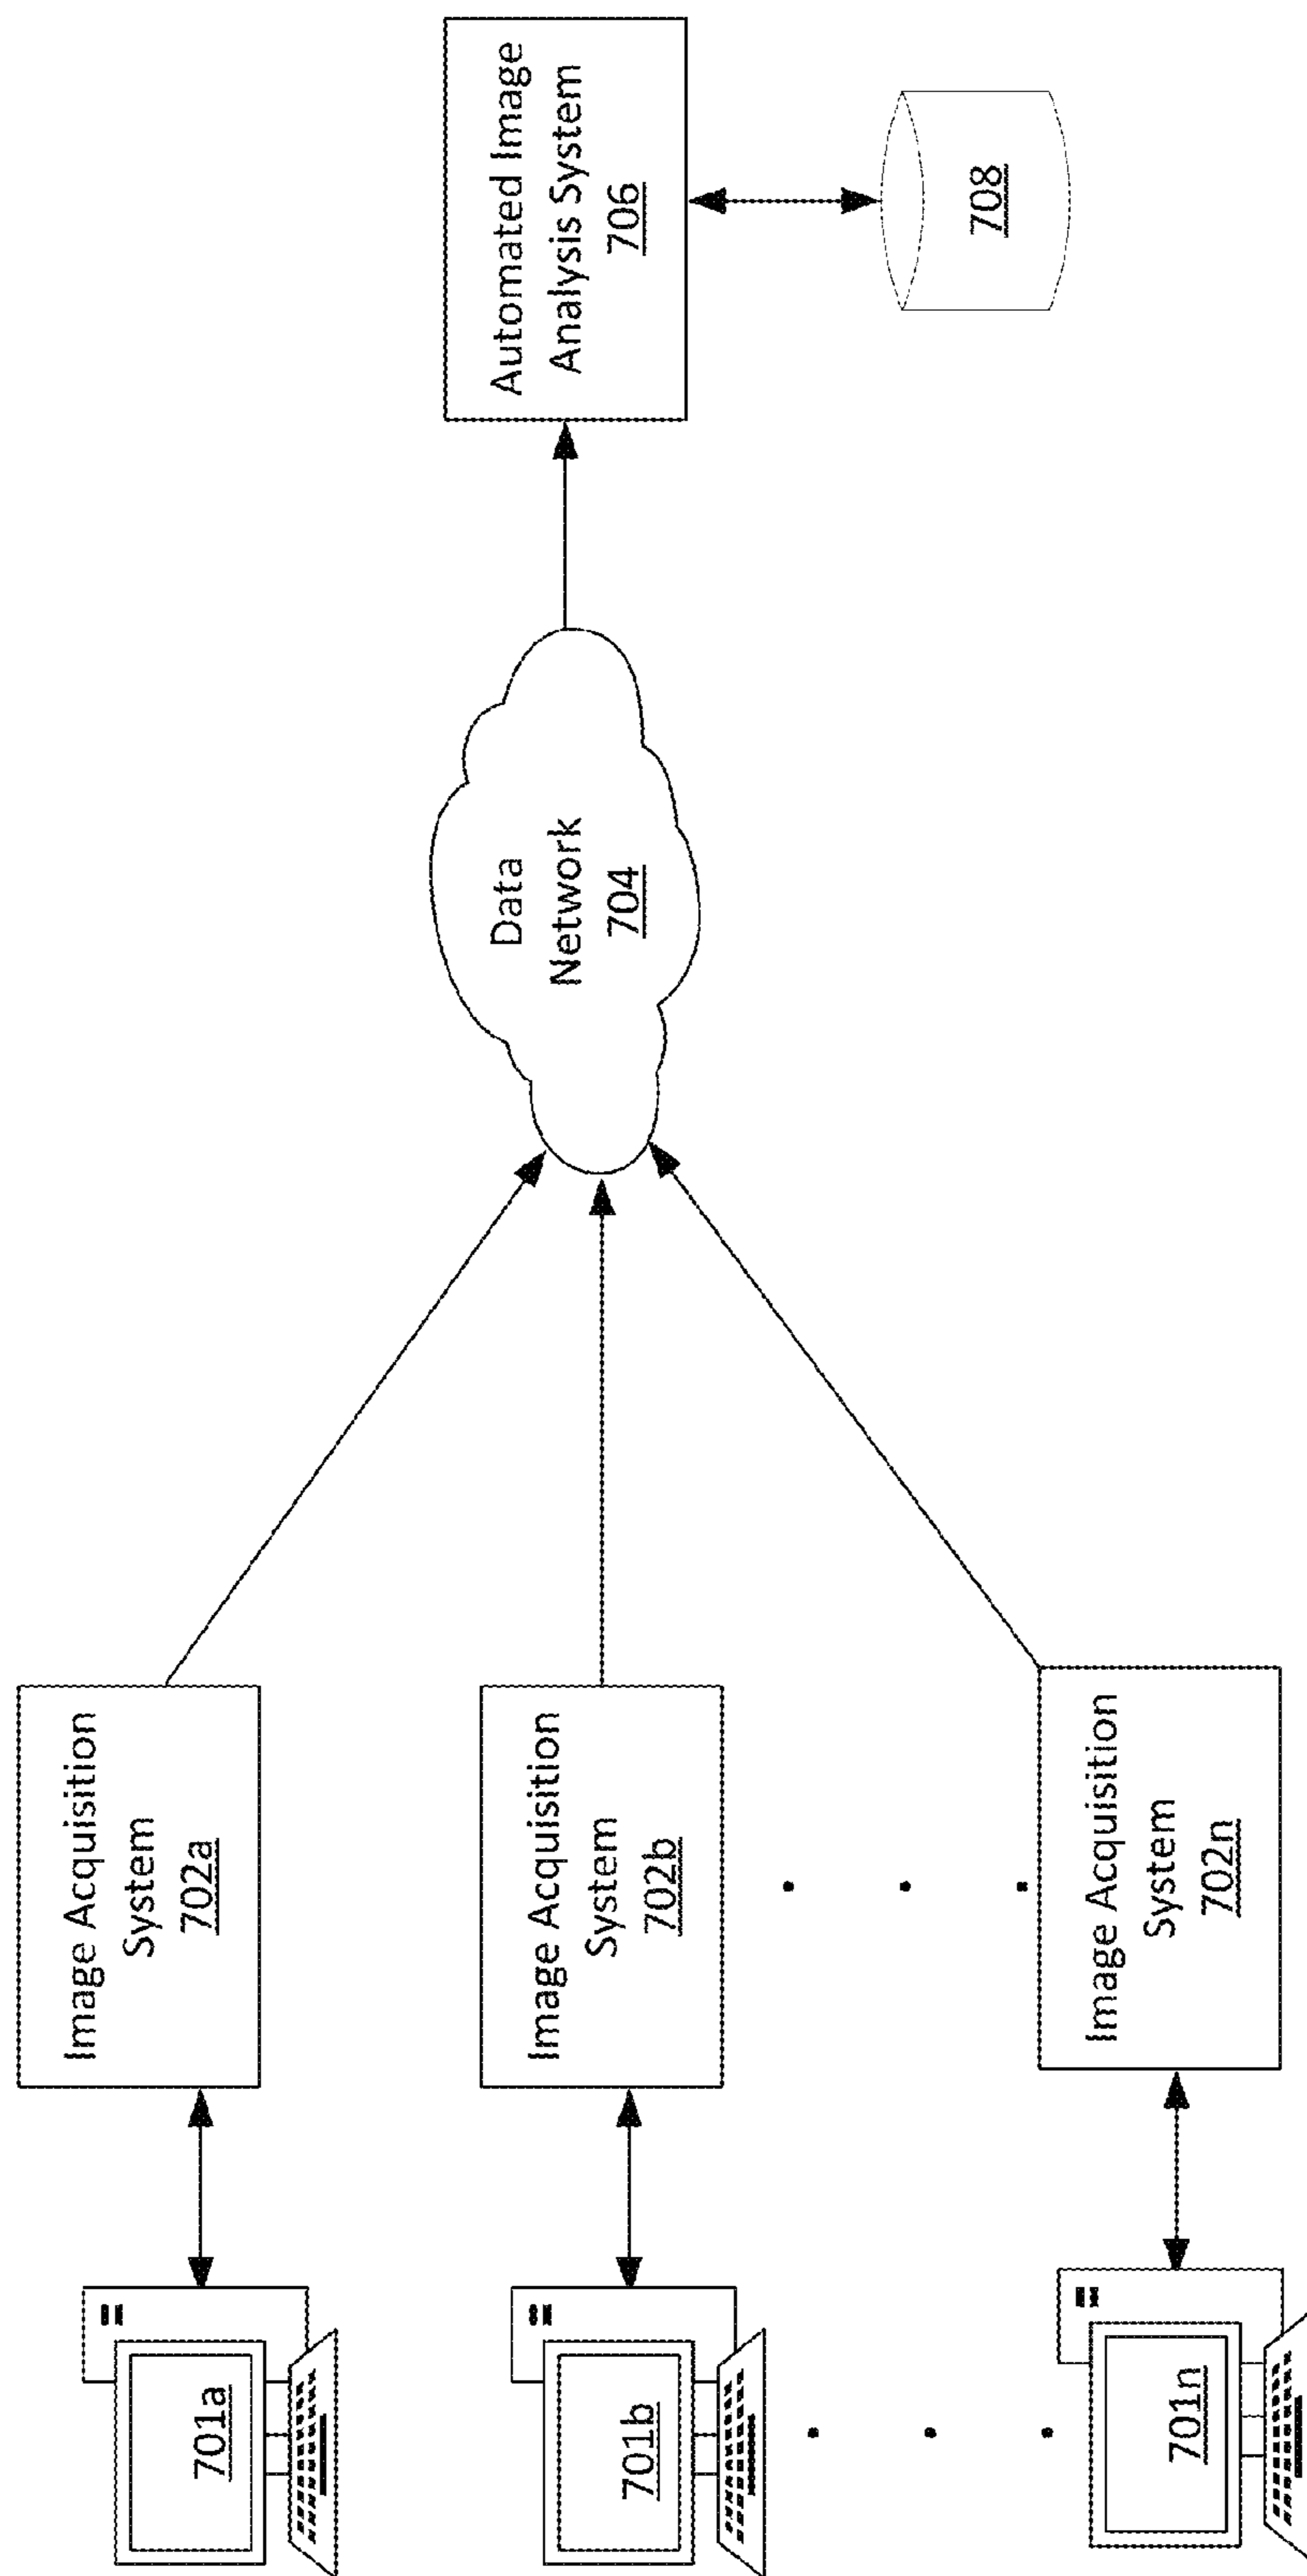 701a
Image Acquisition
System
702a
701b
Image Acquisition
System
702b
701n
Image Acquisition
System
702n
Data
Network
704
Automated Image
Analysis System
706
708